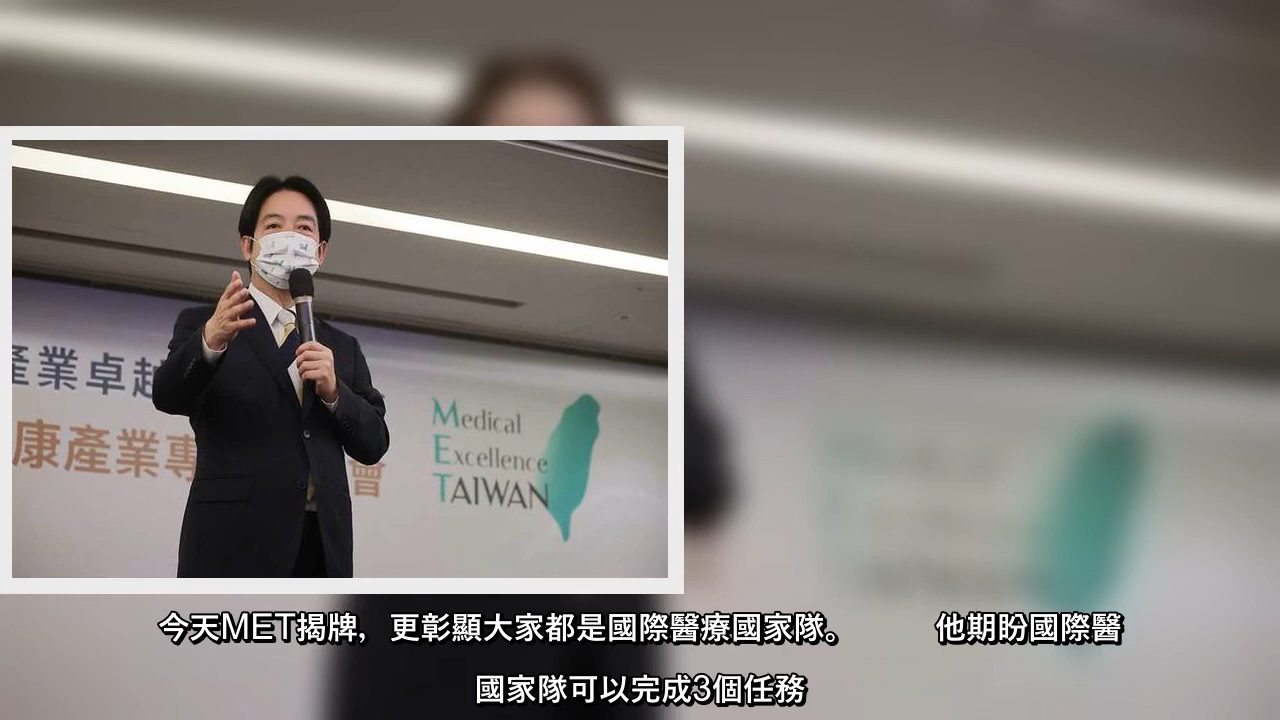 產業卓越
康產業專
會
Medical
Excellence
TAIWAN
今天MET揭牌，更彰顯大家都是國際醫療國家隊。 他期盼國際醫
國家隊可以完成3個任務